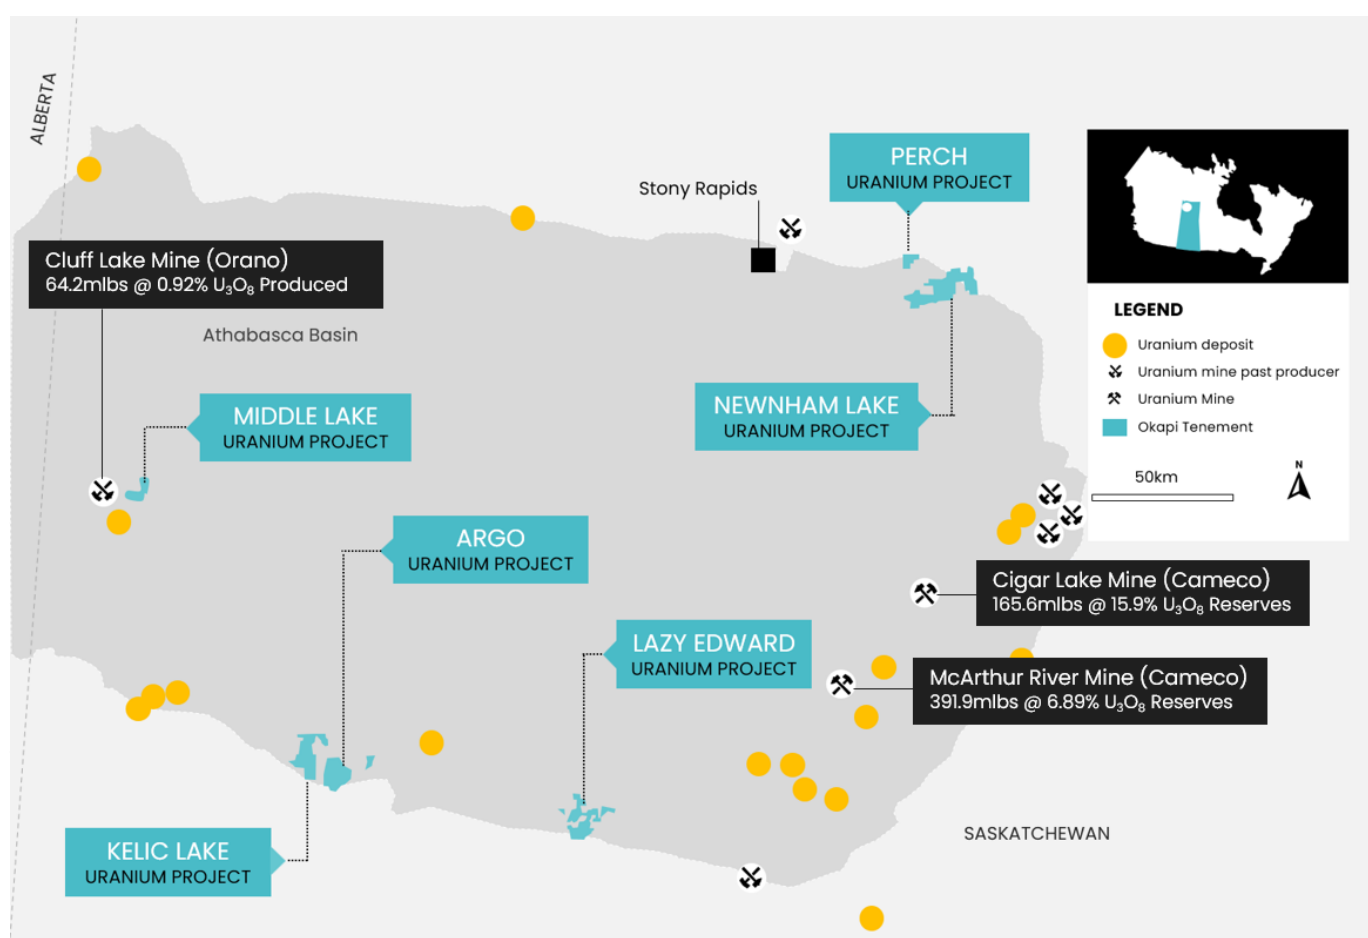 ALBERTA
PERCH
URANIUM PROJECT
Stony Rapids
Cluff Lake Mine (Orano)
64.2mlbs @ 0.92% U₃O₈ Produced
Athabasca Basin
LEGEND
Uranium deposit
Uranium mine past producer
Uranium Mine
Okapi Tenement
N
50km
MIDDLE LAKE
URANIUM PROJECT
NEWNHAM LAKE
URANIUM PROJECT
ARGO
URANIUM PROJECT
Cigar Lake Mine (Cameco)
165.6mlbs @ 15.9% U₃O₈ Reserves
LAZY EDWARD
URANIUM PROJECT
McArthur River Mine (Cameco)
391.9mlbs @ 6.89% U₃O₈ Reserves
KELIC LAKE
URANIUM PROJECT
SASKATCHEWAN